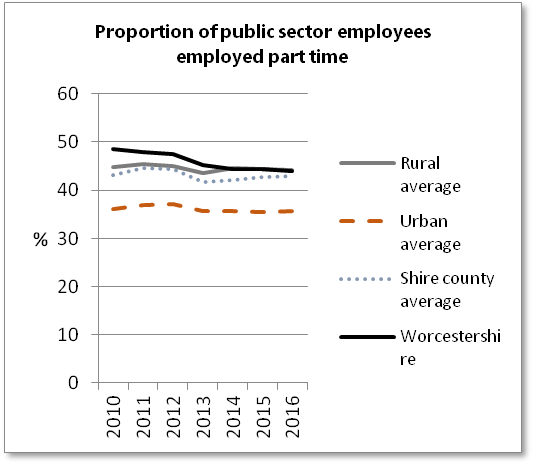 Proportion of public sector employees
employed part time
60
50
40
30
20
10
0
%
2010
2011
2012
2013
2014
2015
2016
Rural
average
Urban
average
Shire county
average
Worcestershi
re